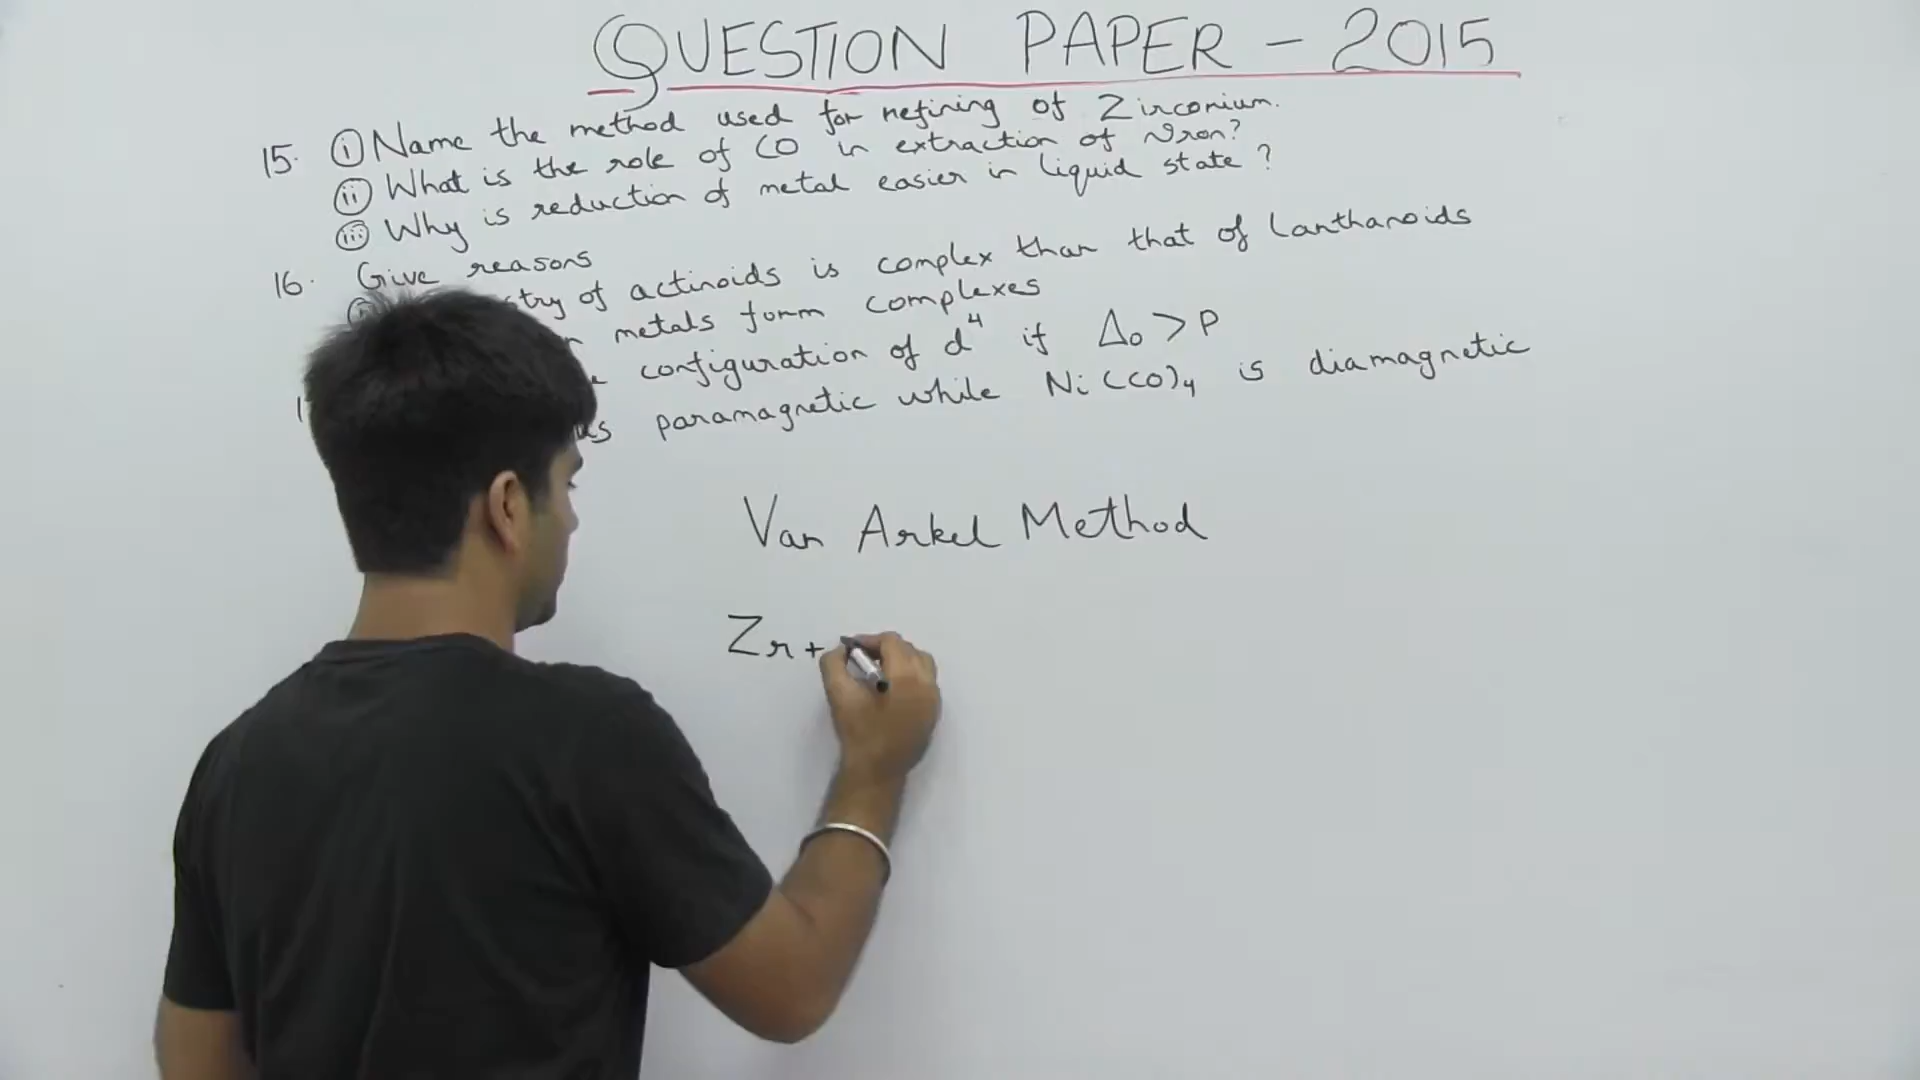 QUESTION PAPER - 2015
15. (i) Name the method used for refining of Zirconium.
(ii) What is the role of CO in extraction of Iron?
(iii) Why is reduction of metal easier in liquid state?
16. Give reasons
of actinoids is complex than that of Lanthanoids
metals form complexes
configuration of d⁴ if Δ₀ > P
paramagnetic while Ni(CO)₄ is diamagnetic
Van Arkel Method
Zr +